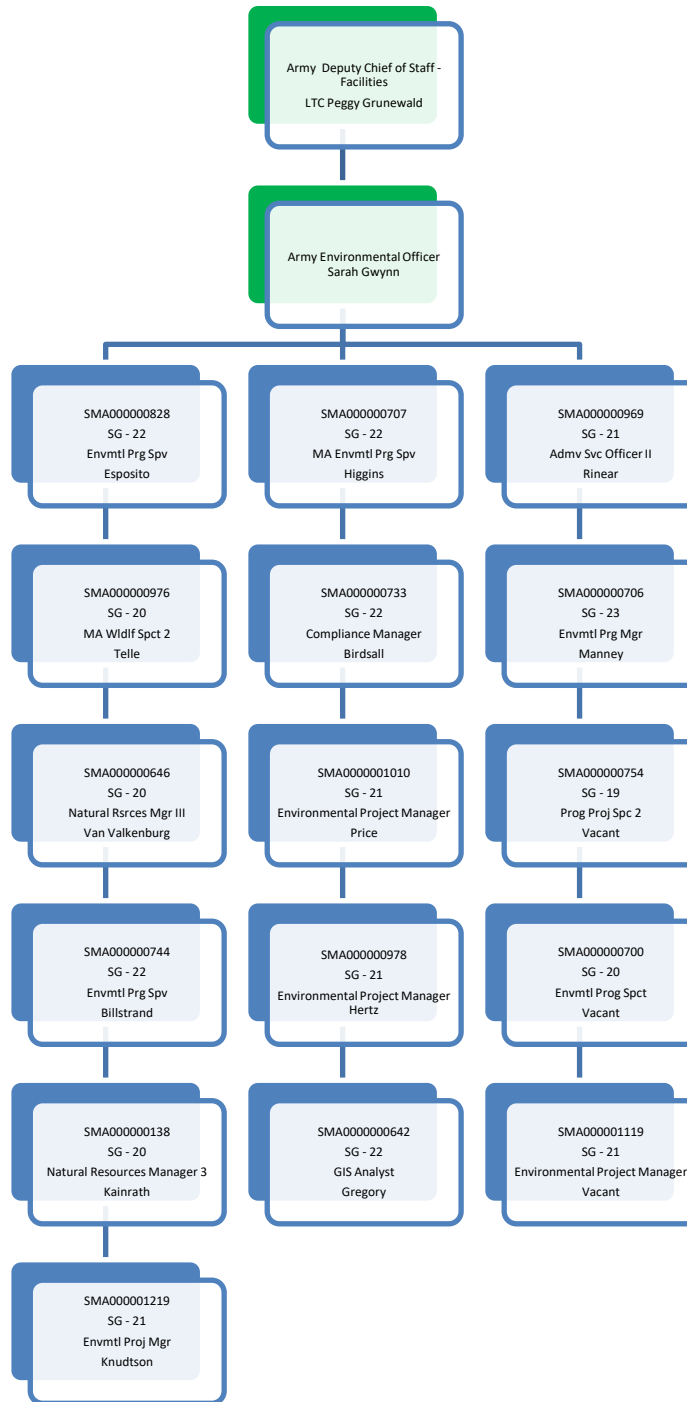 Army Deputy Chief of Staff -
Facilities
LTC Peggy Grunewald
Army Environmental Officer
Sarah Gwynn
SMA000000828
SG - 22
Envmtl Prg Spv
Esposito
SMA000000707
SG - 22
MA Envmtl Prg Spv
Higgins
SMA000000969
SG - 21
Admv Svc Officer II
Rinear
SMA000000976
SG - 20
MA Wldlf Spct 2
Telle
SMA000000733
SG - 22
Compliance Manager
Birdsall
SMA000000706
SG - 23
Envmtl Prg Mgr
Manney
SMA000000646
SG - 20
Natural Rsrces Mgr III
Van Valkenburg
SMA0000001010
SG - 21
Environmental Project Manager
Price
SMA000000754
SG - 19
Prog Proj Spc 2
Vacant
SMA000000744
SG - 22
Envmtl Prg Spv
Billstrand
SMA000000978
SG - 21
Environmental Project Manager
Hertz
SMA000000700
SG - 20
Envmtl Prog Spct
Vacant
SMA000000138
SG - 20
Natural Resources Manager 3
Kainrath
SMA0000000642
SG - 22
GIS Analyst
Gregory
SMA000001119
SG - 21
Environmental Project Manager
Vacant
SMA000001219
SG - 21
Envmtl Proj Mgr
Knudtson